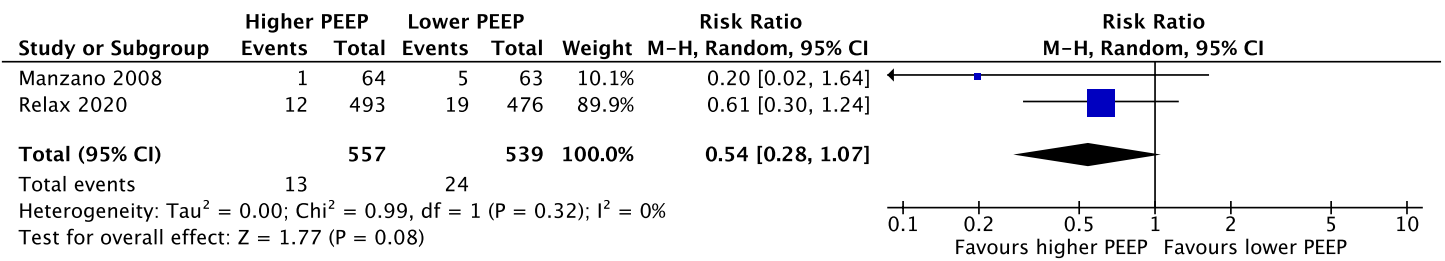 Higher PEEP Lower PEEP Risk Ratio Risk Ratio
Study or Subgroup Events Total Events Total Weight M-H, Random, 95% CI M-H, Random, 95% CI
Manzano 2008 1 64 5 63 10.1% 0.20 [0.02, 1.64]
Relax 2020 12 493 19 476 89.9% 0.61 [0.30, 1.24]
Total (95% CI) 557 539 100.0% 0.54 [0.28, 1.07]
Total events 13 24
Heterogeneity: Tau² = 0.00; Chi² = 0.99, df = 1 (P = 0.32); I² = 0%
Test for overall effect: Z = 1.77 (P = 0.08)
0.1 0.2 0.5 1 2 5 10
Favours higher PEEP Favours lower PEEP